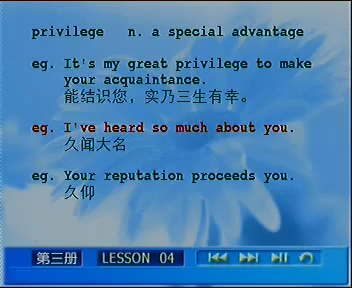 privilege n. a special advantage
eg. It's my great privilege to make
your acquaintance.
能结识您，实乃三生有幸。
eg. I've heard so much about you.
久闻大名
eg. Your reputation proceeds you.
久仰
第三册 LESSON 04